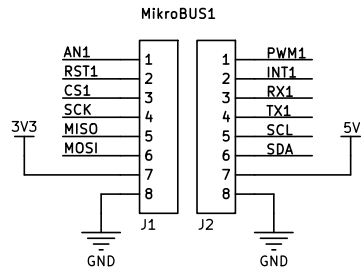 MikroBUS1
AN1 1 1 PWM1
RST1 2 2 INT1
CS1 3 3 RX1
SCK 4 4 TX1
3V3 MISO 5 5 SCL 5V
MOSI 6 6 SDA
7 7
8 8
J1 J2
GND GND